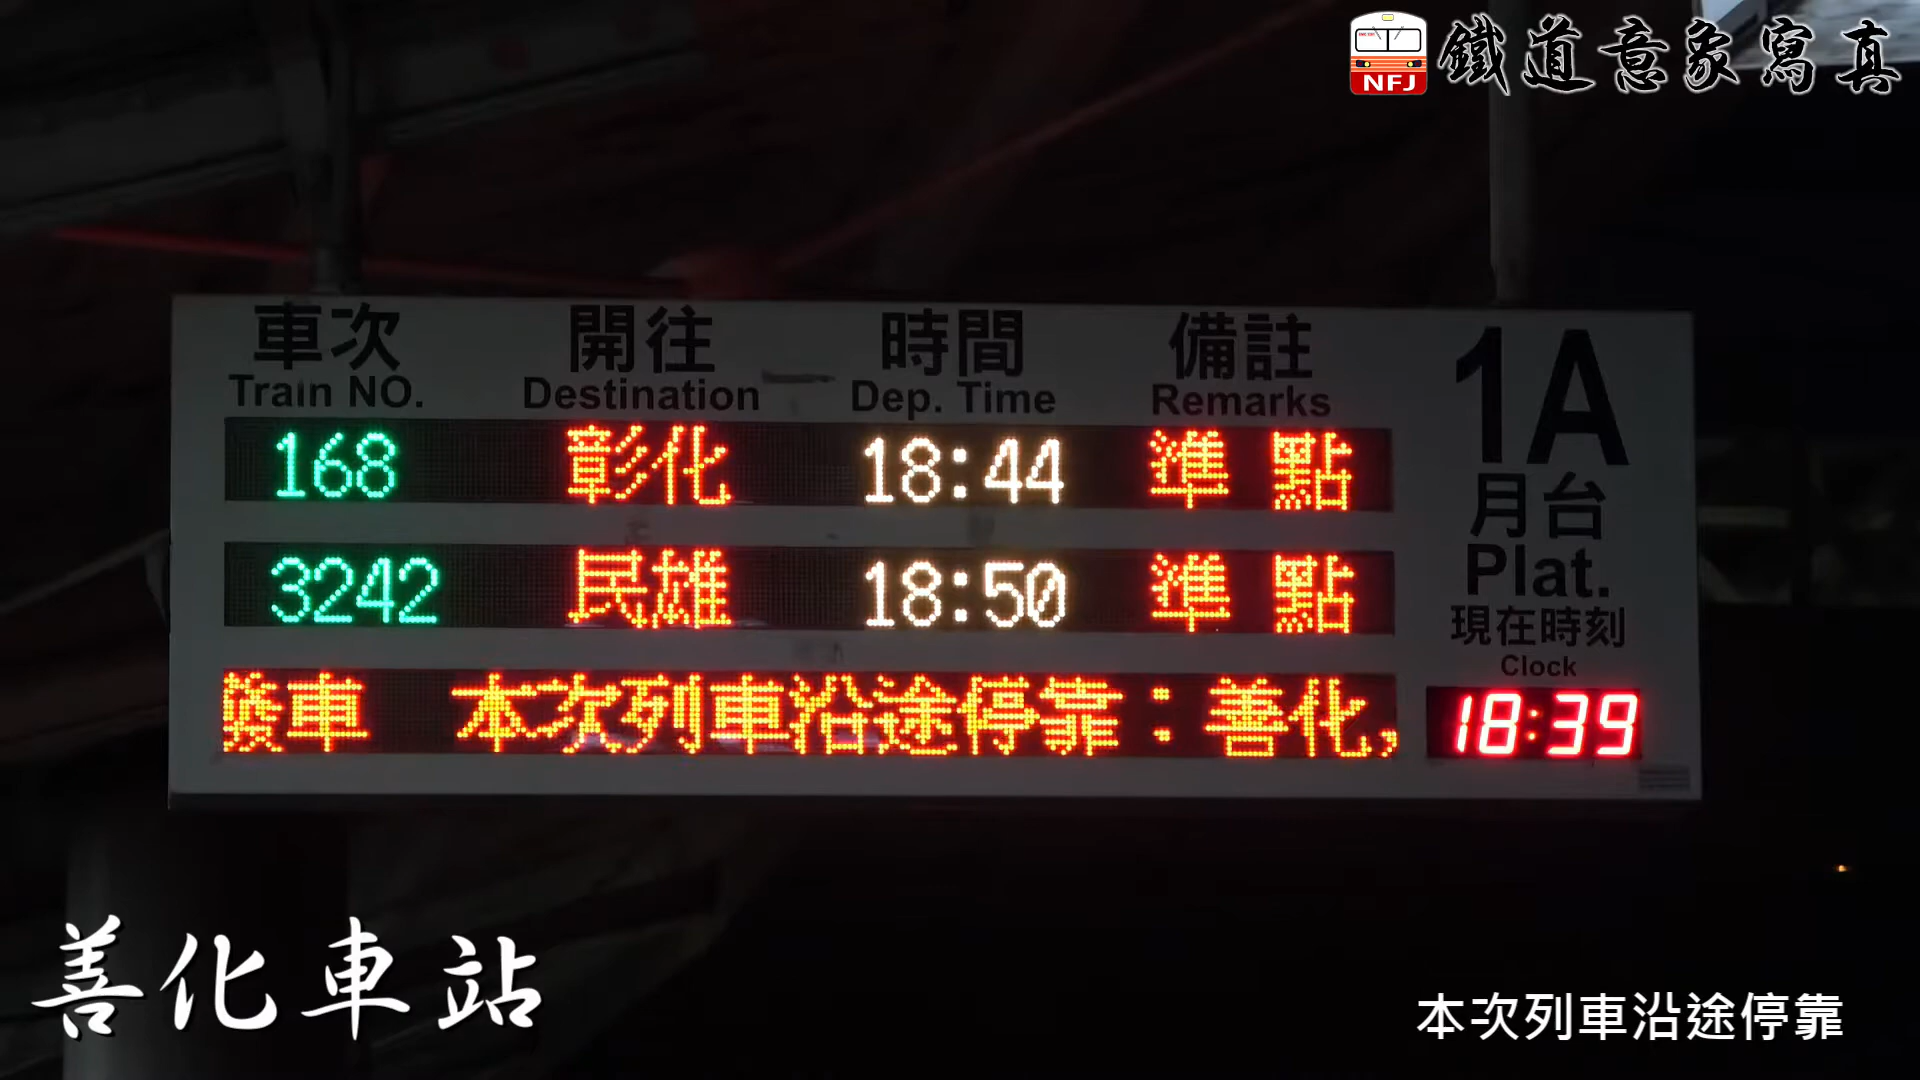 NFJ 鐵道意象寫真
車次 開往 時間 備註 1A
Train NO. Destination Dep. Time Remarks
168 彰化 18:44 準點
月台
Plat.
3242 民雄 18:50 準點
現在時刻
Clock
發車 本次列車沿途停靠：善化, 18:39
善化車站
本次列車沿途停靠